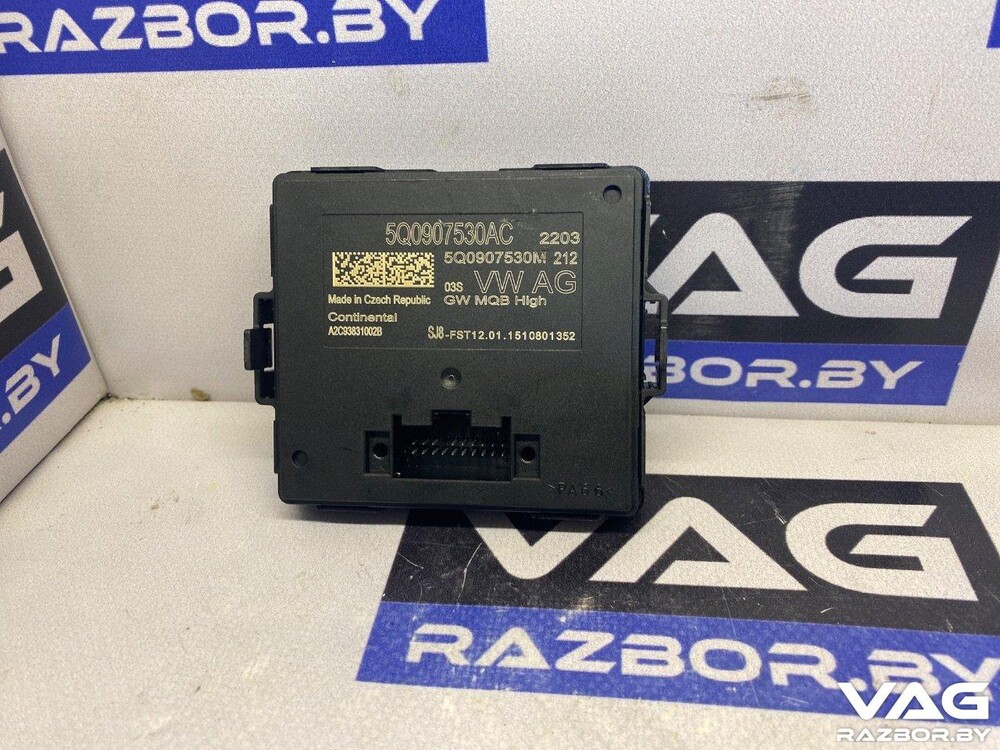 RAZBOR.BY
5Q0907530AC 2203
5Q0907530M 212
03S VW AG
Made in Czech Republic GW MQB High
Continental
A2C93831002B SJ8-FST12.01.1510801352
>PA66<
VAG
RAZBOR.BY
VAG
RAZBOR.BY
VAG
RAZBOR.BY